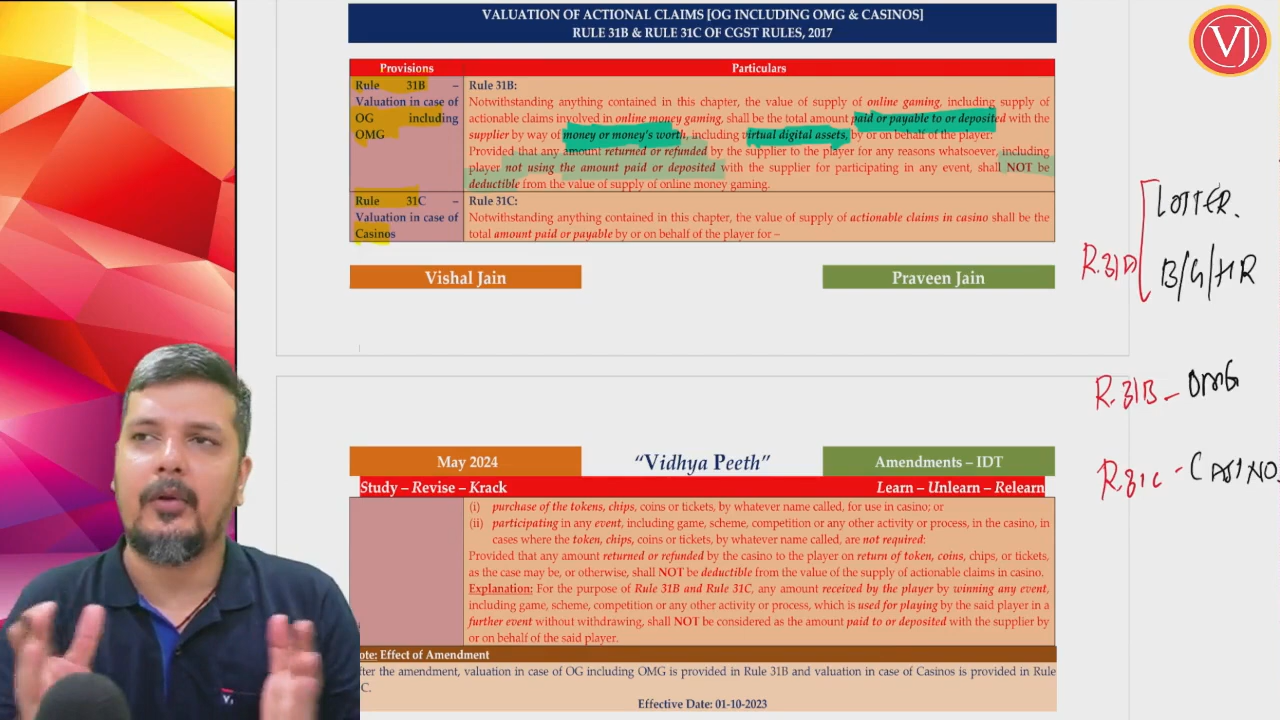 VALUATION OF ACTIONAL CLAIMS [OG INCLUDING OMG & CASINOS]
RULE 31B & RULE 31C OF CGST RULES, 2017
VJ
Provisions Particulars
Rule 31B –
Valuation in case of
OG including
OMG
Rule 31B:
Notwithstanding anything contained in this chapter, the value of supply of online gaming, including supply of
actionable claims involved in online money gaming, shall be the total amount paid or payable to or deposited with the
supplier by way of money or money's worth, including virtual digital assets, by or on behalf of the player:
Provided that any amount returned or refunded by the supplier to the player for any reasons whatsoever, including
player not using the amount paid or deposited with the supplier for participating in any event, shall NOT be
deductible from the value of supply of online money gaming.
Rule 31C –
Valuation in case of
Casinos
Rule 31C:
Notwithstanding anything contained in this chapter, the value of supply of actionable claims in casino shall be the
total amount paid or payable by or on behalf of the player for –
Vishal Jain Praveen Jain
LOTTER.
B/G/HR
R.31B - OMG
R.31C - CASINO
May 2024 "Vidhya Peeth" Amendments – IDT
Study – Revise – Krack Learn – Unlearn – Relearn
(i) purchase of the tokens, chips, coins or tickets, by whatever name called, for use in casino; or
(ii) participating in any event, including game, scheme, competition or any other activity or process, in the casino, in
cases where the token, chips, coins or tickets, by whatever name called, are not required:
Provided that any amount returned or refunded by the casino to the player on return of token, coins, chips, or tickets,
as the case may be, or otherwise, shall NOT be deductible from the value of the supply of actionable claims in casino.
Explanation: For the purpose of Rule 31B and Rule 31C, any amount received by the player by winning any event,
including game, scheme, competition or any other activity or process, which is used for playing by the said player in a
further event without withdrawing, shall NOT be considered as the amount paid to or deposited with the supplier by
or on behalf of the said player.
ote: Effect of Amendment
fter the amendment, valuation in case of OG including OMG is provided in Rule 31B and valuation in case of Casinos is provided in Rule
C.
Effective Date: 01-10-2023